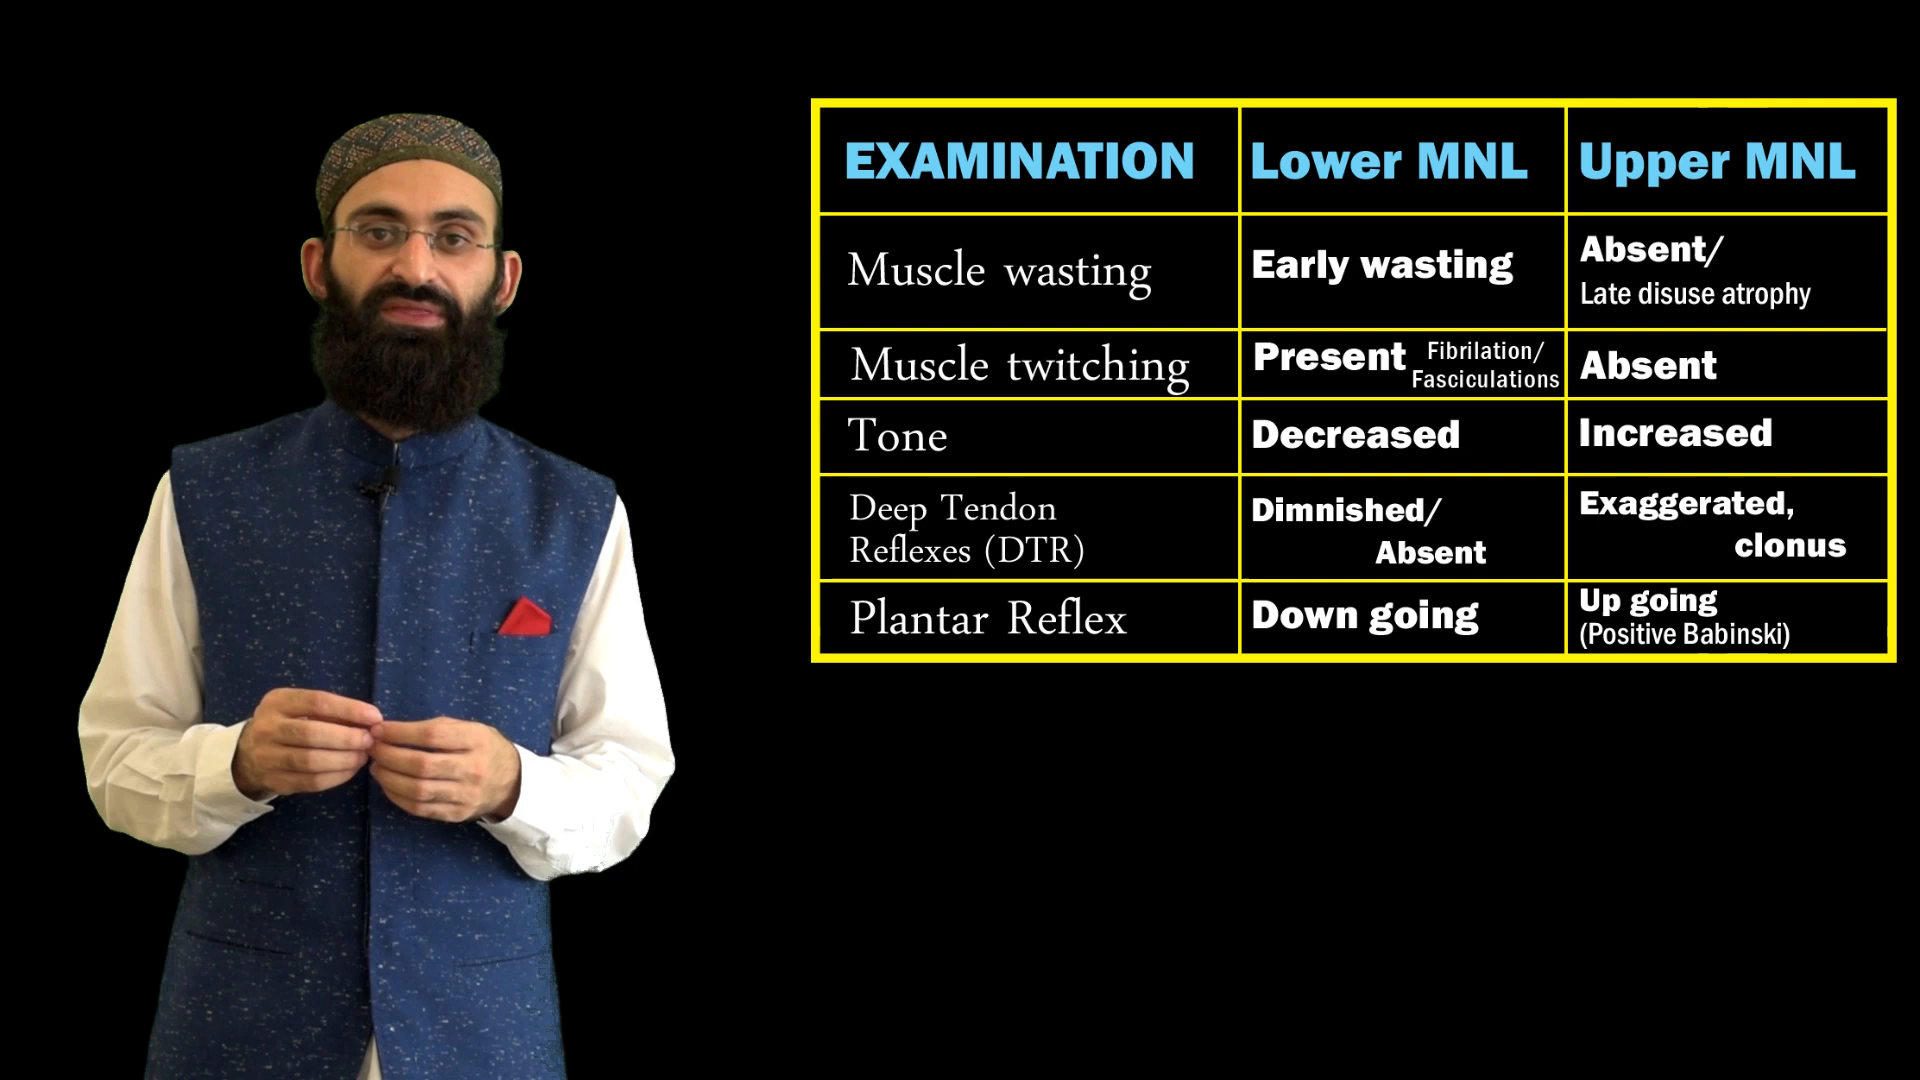 EXAMINATION Lower MNL Upper MNL
Muscle wasting Early wasting Absent/
Late disuse atrophy
Muscle twitching Present Fibrilation/
Fasciculations Absent
Tone Decreased Increased
Deep Tendon
Reflexes (DTR) Dimnished/
Absent Exaggerated,
clonus
Plantar Reflex Down going Up going
(Positive Babinski)